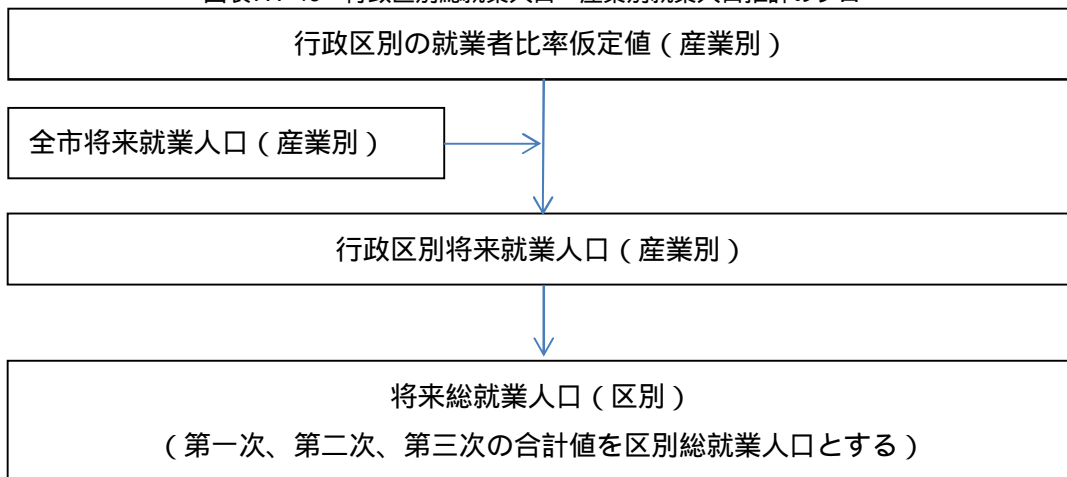 行政区別の就業者比率仮定値（産業別）
全市将来就業人口（産業別）
行政区別将来就業人口（産業別）
将来総就業人口（区別）
（第一次、第二次、第三次の合計値を区別総就業人口とする）